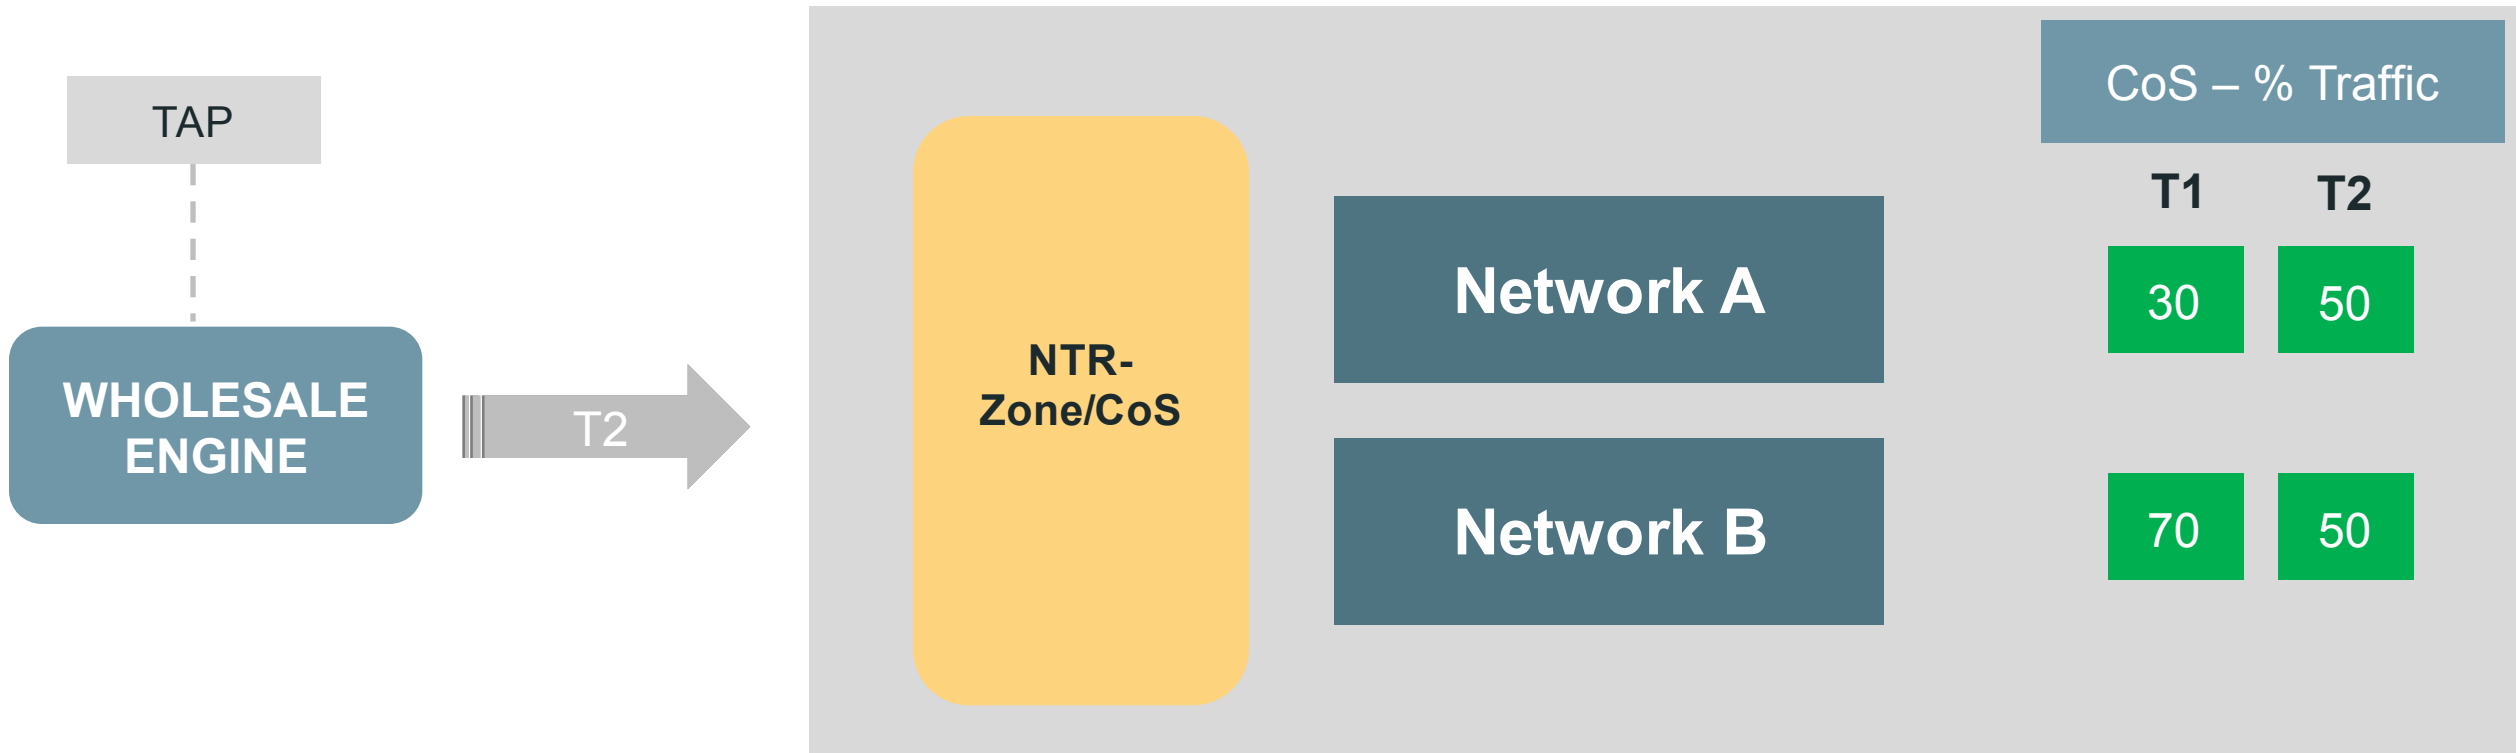 TAP
WHOLESALE
ENGINE
T2
NTR-
Zone/CoS
Network A
Network B
CoS – % Traffic
T1 T2
30 50
70 50